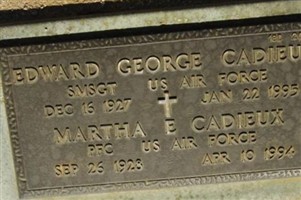 EDWARD GEORGE CADIEUX
SMSGT US AIR FORCE
DEC 16 1927 JAN 22 1995
MARTHA E CADIEUX
PFC US AIR FORCE
SEP 26 1928 APR 10 1994